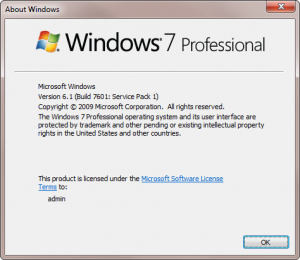 About Windows
Windows 7 Professional
Microsoft Windows
Version 6.1 (Build 7601: Service Pack 1)
Copyright © 2009 Microsoft Corporation. All rights reserved.
The Windows 7 Professional operating system and its user interface are
protected by trademark and other pending or existing intellectual property
rights in the United States and other countries.
This product is licensed under the Microsoft Software License
Terms to:
admin
OK